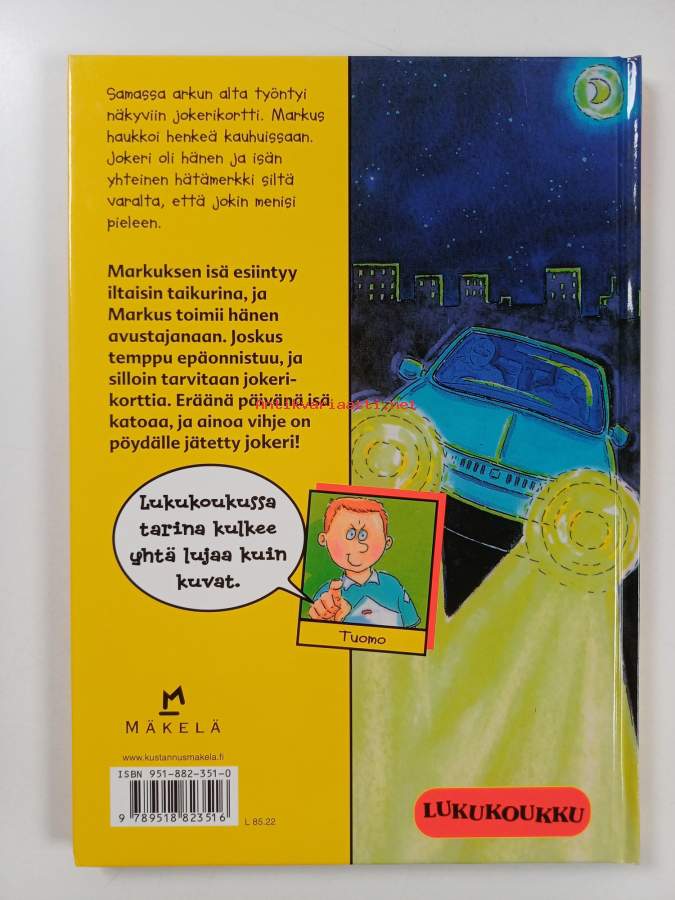 Samassa arkun alta työntyi
näkyviin jokerikortti. Markus
haukkoi henkeä kauhuissaan.
Jokeri oli hänen ja isän
yhteinen hätämerkki siltä
varalta, että jokin menisi
pieleen.
Markuksen isä esiintyy
iltaisin taikurina, ja
Markus toimii hänen
avustajanaan. Joskus
temppu epäonnistuu, ja
silloin tarvitaan jokeri-
korttia. Eräänä päivänä isä
antikvariaatti.net
katoaa, ja ainoa vihje on
pöydälle jätetty jokeri!
Lukukoukussa
tarina kulkee
yhtä lujaa kuin
kuvat.
Tuomo
M
MÄKELÄ
www.kustannusmakela.fi
ISBN 951-882-351-0
9 789518 823516
L 85.22
LUKUKOUKKU